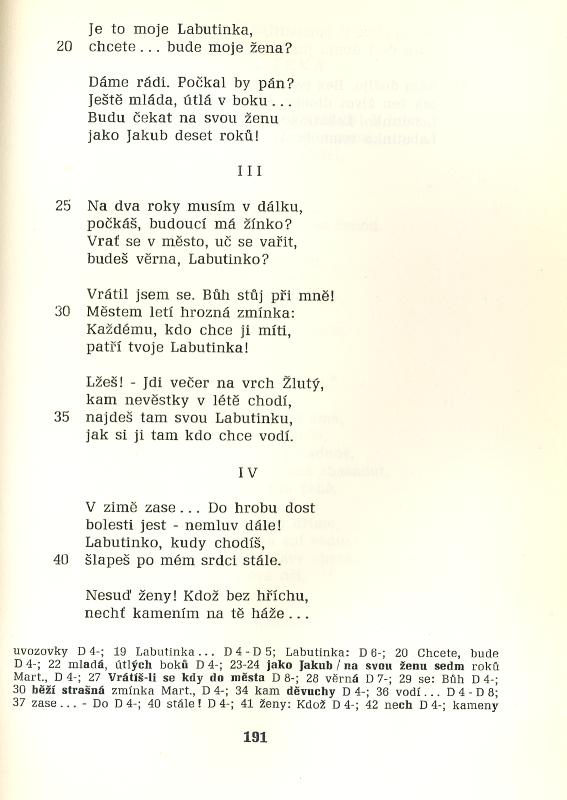 Je to moje Labutinka,
20 chcete... bude moje žena?
Dáme rádi. Počkal by pán?
Ještě mláda, útlá v boku...
Budu čekat na svou ženu
jako Jakub deset roků!
III
25 Na dva roky musím v dálku,
počkáš, budoucí má žínko?
Vrať se v město, uč se vařit,
budeš věrna, Labutinko?
Vrátil jsem se. Bůh stůj při mně!
30 Městem letí hrozná zmínka:
Každému, kdo chce ji míti,
patří tvoje Labutinka!
Lžeš! - Jdi večer na vrch Žlutý,
kam nevěstky v létě chodí,
35 najdeš tam svou Labutinku,
jak si ji tam kdo chce vodí.
IV
V zimě zase... Do hrobu dost
bolesti jest - nemluv dále!
Labutinko, kudy chodíš,
40 šlapeš po mém srdci stále.
Nesuď ženy! Kdož bez hříchu,
nechť kamením na tě háže...
uvozovky D 4-; 19 Labutinka... D 4 - D 5; Labutinka: D 6-; 20 Chcete, bude
D 4-; 22 mladá, útlých boků D 4-; 23-24 jako Jakub / na svou ženu sedm roků
Mart., D 4-; 27 Vrátíš-li se kdy do města D 8-; 28 věrná D 7-; 29 se: Bůh D 4-;
30 běží strašná zmínka Mart., D 4-; 34 kam děvuchy D 4-; 36 vodí... D 4 - D 8;
37 zase... - Do D 4-; 40 stále! D 4-; 41 ženy: Kdož D 4-; 42 nech D 4-; kameny
191